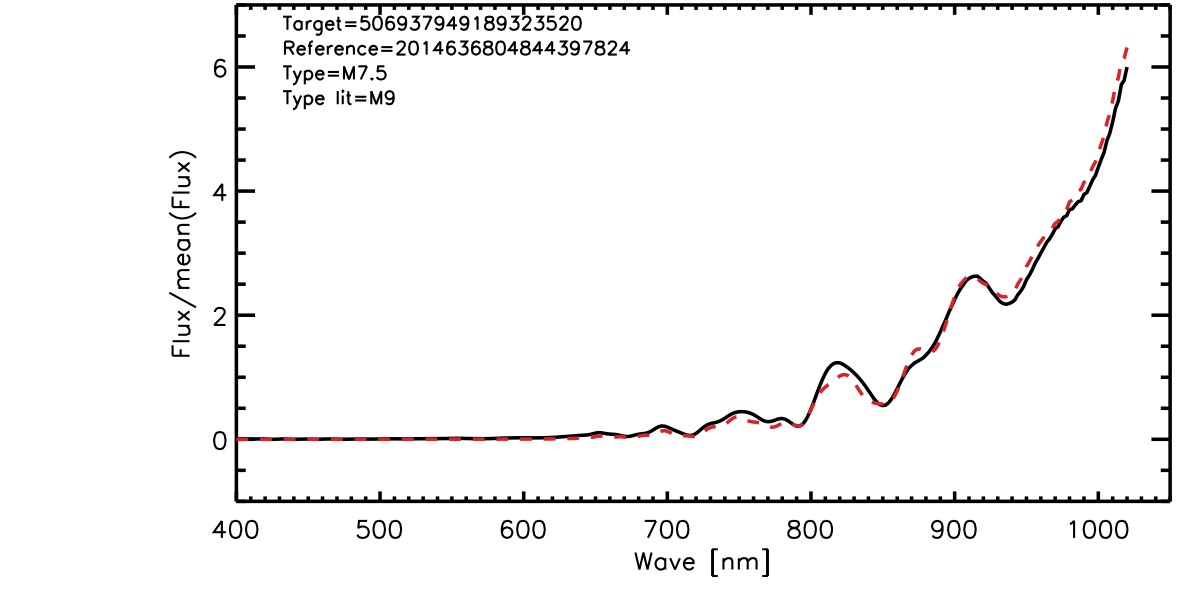 Target=5069379491893233520
Reference=2014636804844397824
Type=M7.5
Type lit=M9
6
4
2
0
Flux/mean(Flux)
400 500 600 700 800 900 1000
Wave [nm]